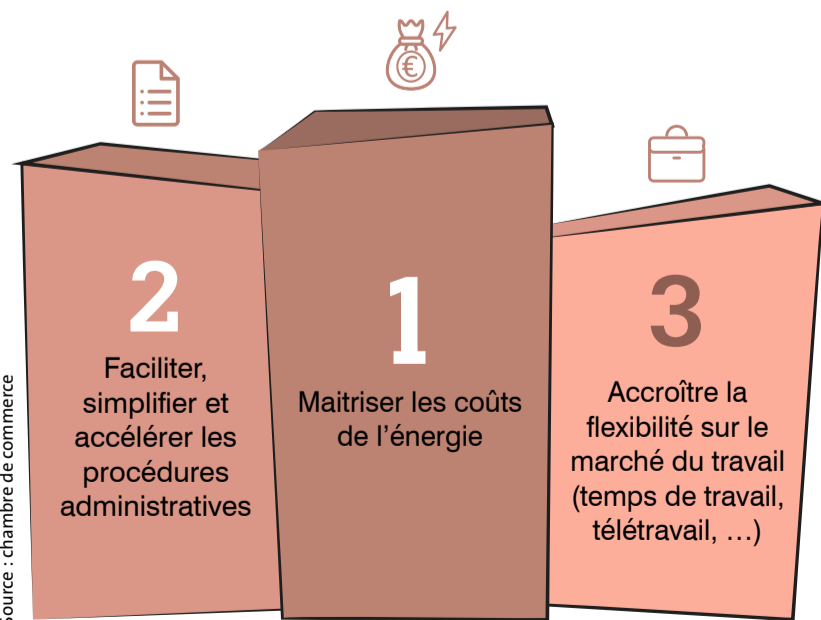 2
Faciliter,
simplifier et
accélérer les
procédures
administratives
1
Maitriser les coûts
de l'énergie
3
Accroître la
flexibilité sur le
marché du travail
(temps de travail,
télétravail, ...)
Source : chambre de commerce
€